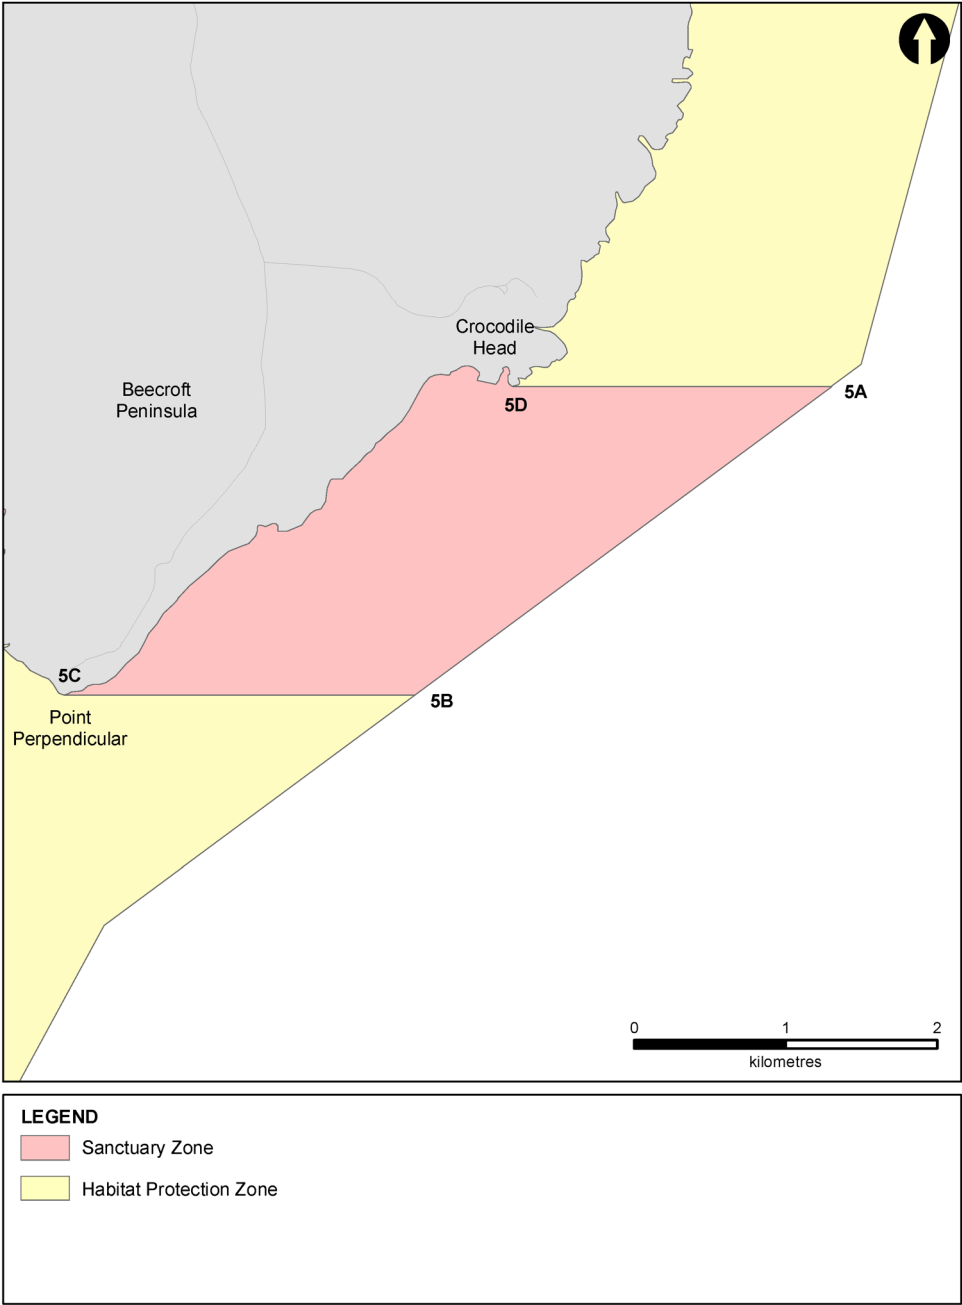 Crocodile
Head
Beecroft
Peninsula
5D
5A
5C
5B
Point
Perpendicular
0 1 2
kilometres
LEGEND
Sanctuary Zone
Habitat Protection Zone